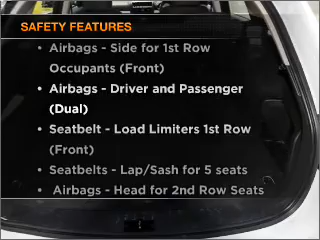 SAFETY FEATURES
• Airbags - Side for 1st Row
Occupants (Front)
• Airbags - Driver and Passenger
(Dual)
• Seatbelt - Load Limiters 1st Row
(Front)
• Seatbelts - Lap/Sash for 5 seats
• Airbags - Head for 2nd Row Seats